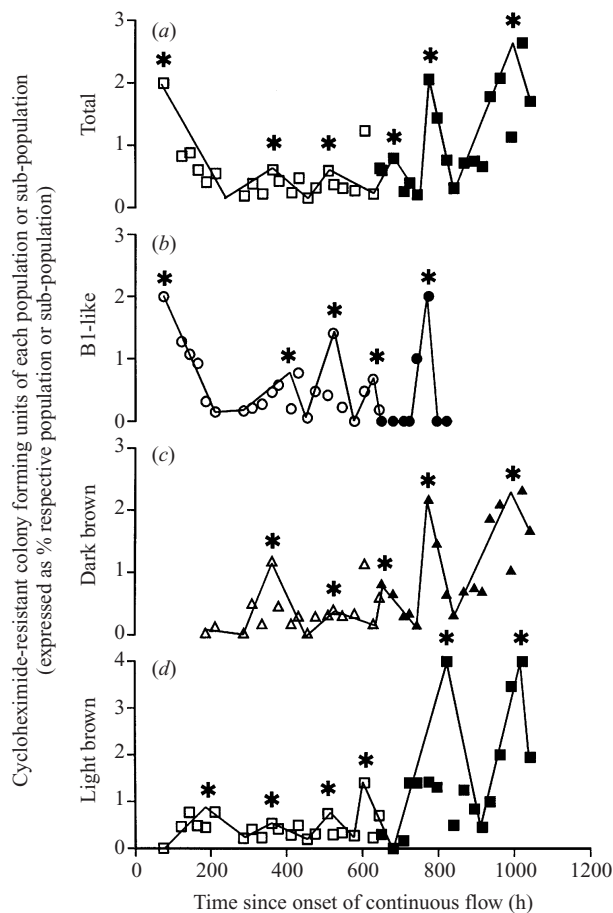 Cycloheximide-resistant colony forming units of each population or sub-population
(expressed as % respective population or sub-population)
(a)
Total
3
2
1
0
* * * * * *
(b)
B1-like
3
2
1
0
* * * * *
(c)
Dark brown
3
2
1
0
* * * * *
(d)
Light brown
4
3
2
1
0
* * * * * *
0 200 400 600 800 1000 1200
Time since onset of continuous flow (h)